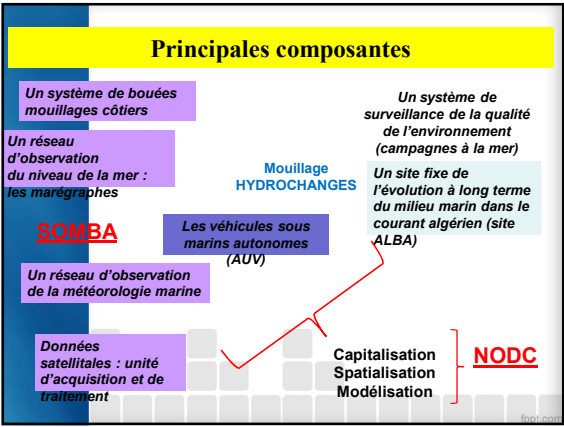 Principales composantes
Un système de bouées
mouillages côtiers
Un réseau
d'observation
du niveau de la mer :
les marégraphes
SOMBA
Un réseau d'observation
de la météorologie marine
Données
satellitales : unité
d'acquisition et de
traitement
Mouillage
HYDROCHANGES
Les véhicules sous
marins autonomes
(AUV)
Un système de
surveillance de la qualité
de l'environnement
(campagnes à la mer)
Un site fixe de
l'évolution à long terme
du milieu marin dans le
courant algérien (site
ALBA)
Capitalisation
Spatialisation
Modélisation
NODC
fppt.com